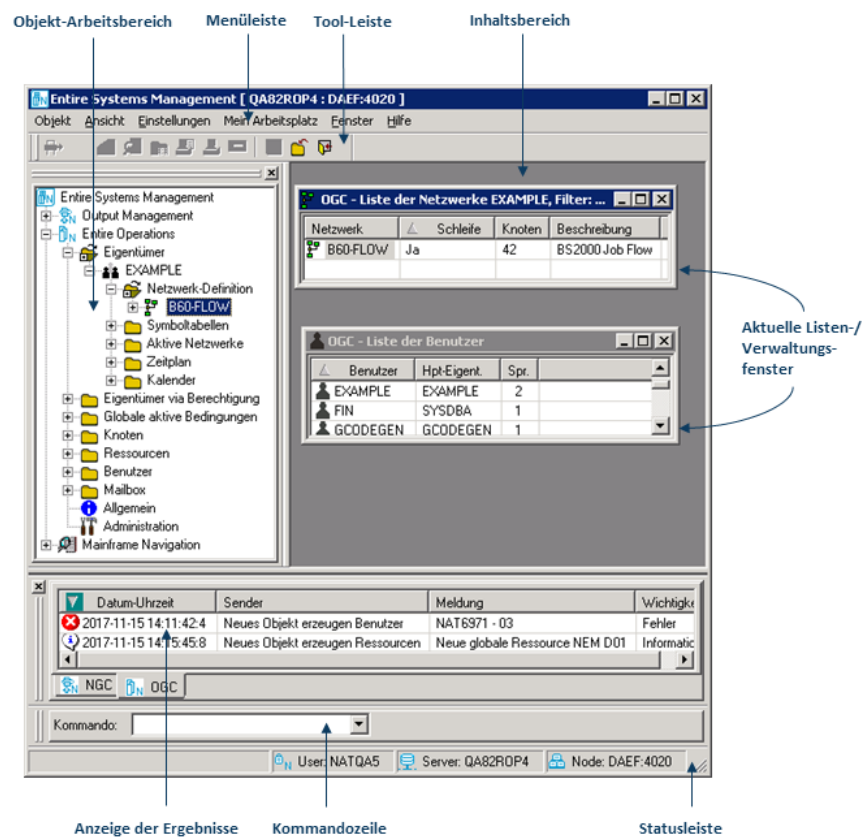 Objekt-Arbeitsbereich Menüleiste Tool-Leiste Inhaltsbereich
Entire Systems Management [ QA82ROP4 : DAEF:4020 ]
Objekt Ansicht Einstellungen Mein Arbeitsplatz Fenster Hilfe
Entire Systems Management
Output Management
Entire Operations
Eigentümer
EXAMPLE
Netzwerk-Definition
B60-FLOW
Symboltabellen
Aktive Netzwerke
Zeitplan
Kalender
Eigentümer via Berechtigung
Globale aktive Bedingungen
Knoten
Ressourcen
Benutzer
Mailbox
Allgemein
Administration
Mainframe Navigation
OGC - Liste der Netzwerke EXAMPLE, Filter: ...
Netzwerk Schleife Knoten Beschreibung
B60-FLOW Ja 42 BS2000 Job Flow
OGC - Liste der Benutzer
Benutzer Hpt-Eigent. Spr.
EXAMPLE EXAMPLE 2
FIN SYSDBA 1
GCODEGEN GCODEGEN 1
Aktuelle Listen-/
Verwaltungs-
fenster
Datum-Uhrzeit Sender Meldung Wichtigke
2017-11-15 14:11:42:4 Neues Objekt erzeugen Benutzer NAT6971 - 03 Fehler
2017-11-15 14:15:45:8 Neues Objekt erzeugen Ressourcen Neue globale Ressource NEM D01 Informatic
NGC OGC
Kommando:
User: NATQA5 Server: QA82ROP4 Node: DAEF:4020
Anzeige der Ergebnisse Kommandozeile Statusleiste